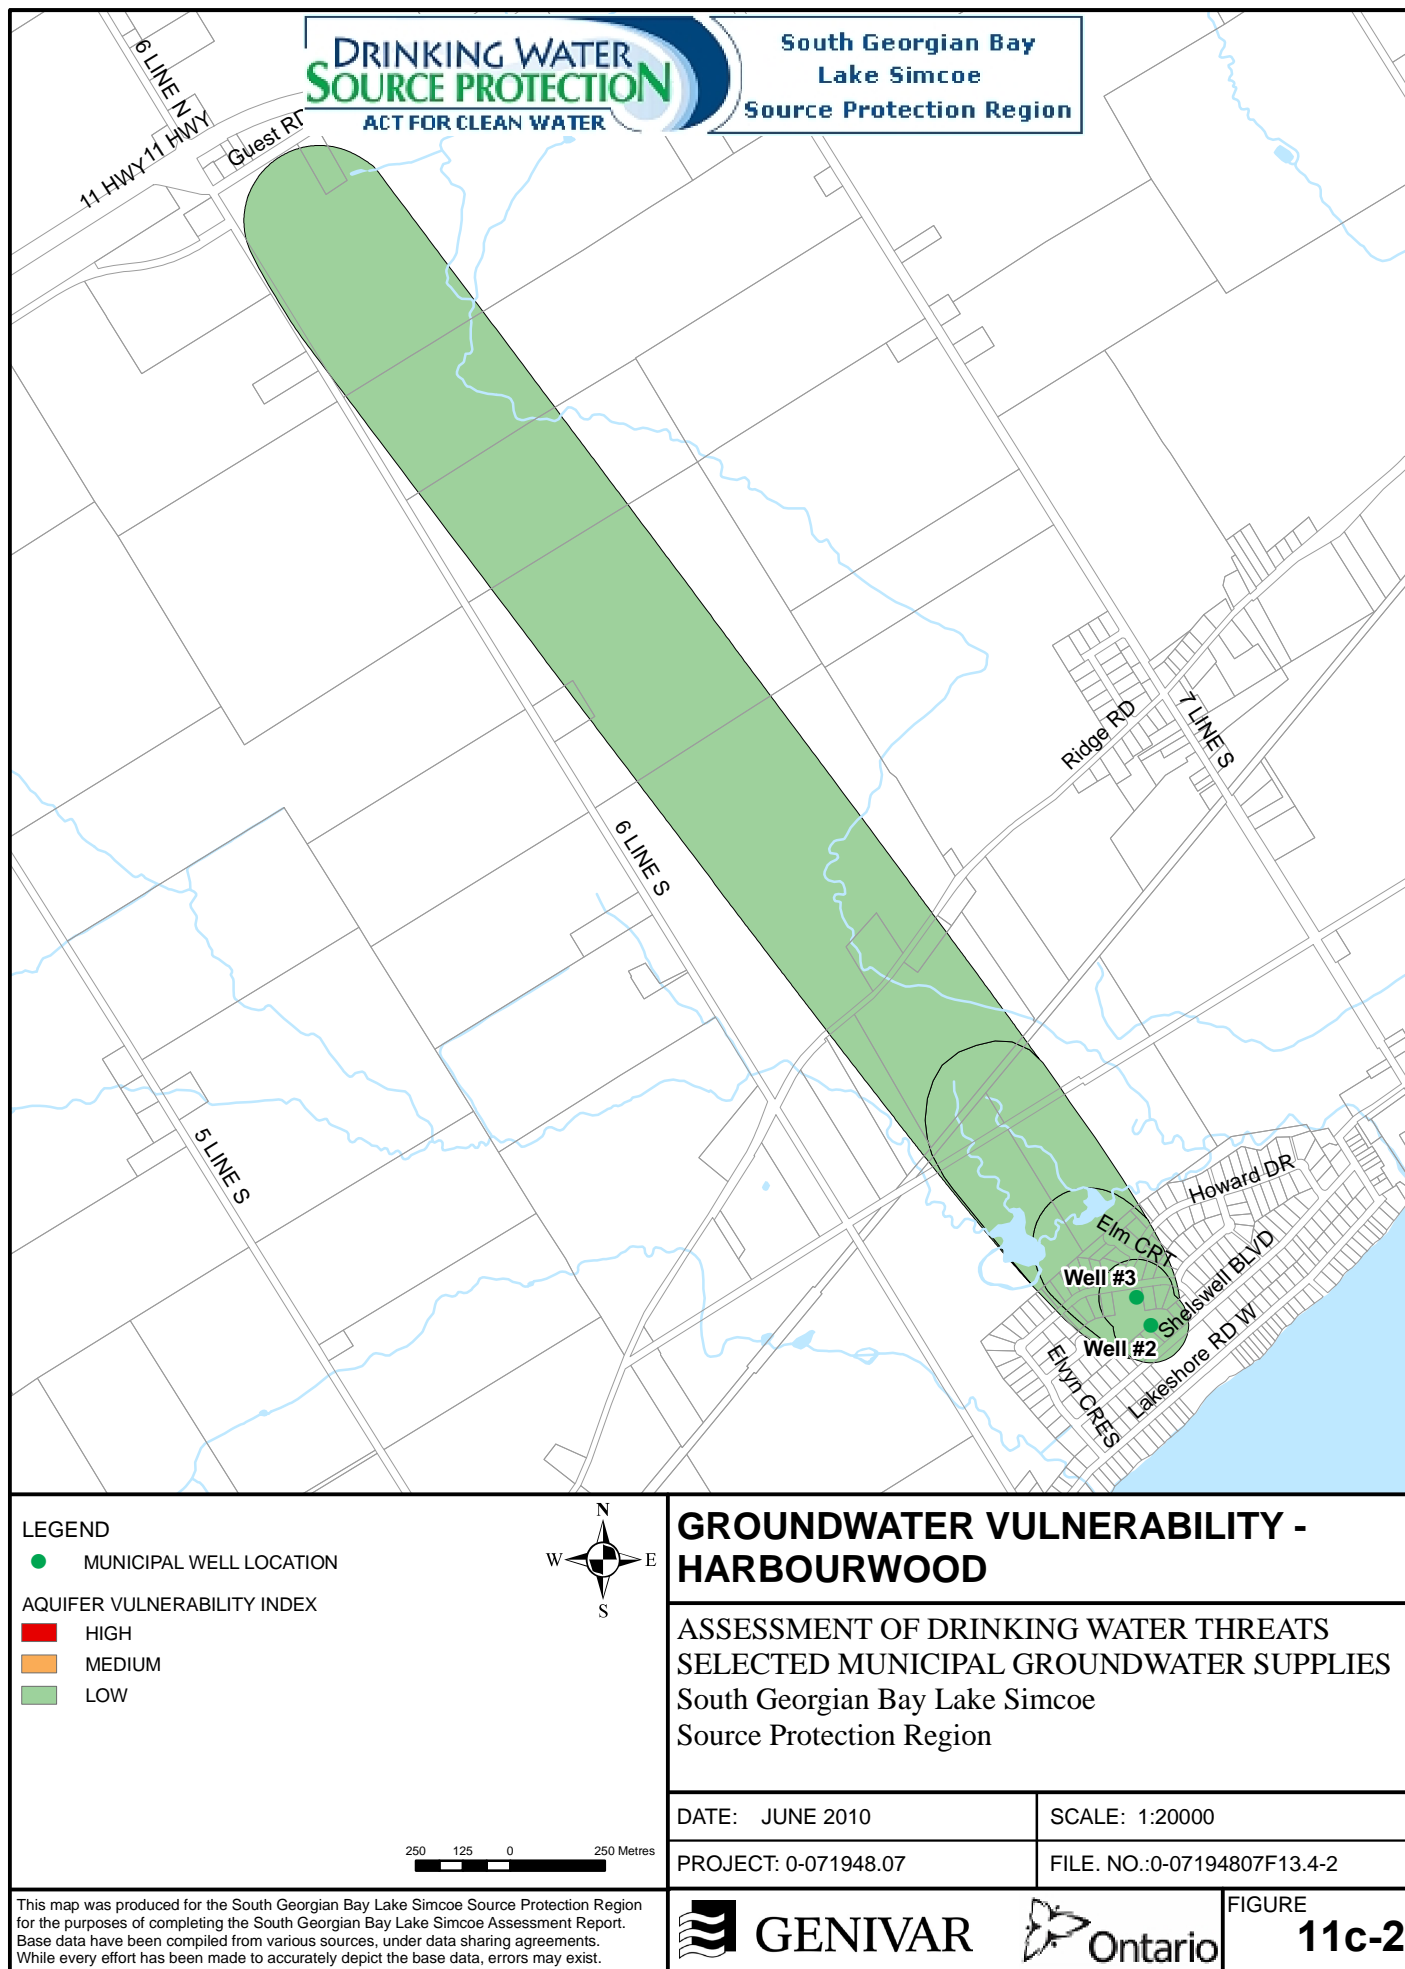 DRINKING WATER
SOURCE PROTECTION
ACT FOR CLEAN WATER
South Georgian Bay
Lake Simcoe
Source Protection Region
6 LINE N
11 HWY
11 HWY
Guest RD
Ridge RD
7 LINE S
6 LINE S
5 LINE S
Howard DR
Elm CRT
Well #3
Shelswell BLVD
Well #2
Lakeshore RD W
Elvyn CRES
LEGEND
MUNICIPAL WELL LOCATION
AQUIFER VULNERABILITY INDEX
HIGH
MEDIUM
LOW
N
W E
S
250 125 0 250 Metres
GROUNDWATER VULNERABILITY -
HARBOURWOOD
ASSESSMENT OF DRINKING WATER THREATS
SELECTED MUNICIPAL GROUNDWATER SUPPLIES
South Georgian Bay Lake Simcoe
Source Protection Region
DATE: JUNE 2010
SCALE: 1:20000
PROJECT: 0-071948.07
FILE. NO.:0-07194807F13.4-2
This map was produced for the South Georgian Bay Lake Simcoe Source Protection Region
for the purposes of completing the South Georgian Bay Lake Simcoe Assessment Report.
Base data have been compiled from various sources, under data sharing agreements.
While every effort has been made to accurately depict the base data, errors may exist.
GENIVAR
Ontario
FIGURE
11c-2